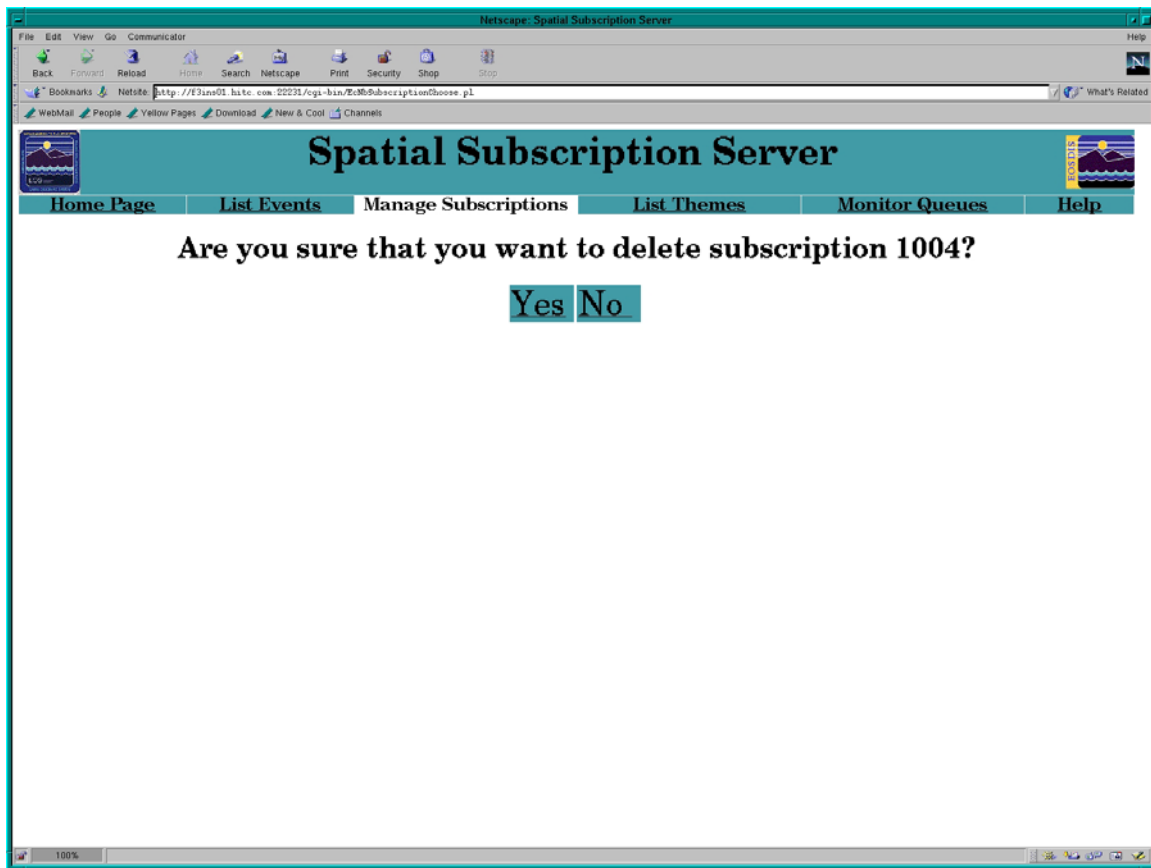 Netscape: Spatial Subscription Server
File Edit View Go Communicator Help
Back Forward Reload Home Search Netscape Print Security Shop Stop
N
Bookmarks Netsite: http://f3ins01.hitc.com:22231/cgi-bin/EcNbSubscriptionChoose.pl What's Related
WebMail People Yellow Pages Download New & Cool Channels
Spatial Subscription Server
EOSDIS
Home Page List Events Manage Subscriptions List Themes Monitor Queues Help
Are you sure that you want to delete subscription 1004?
Yes No
100%